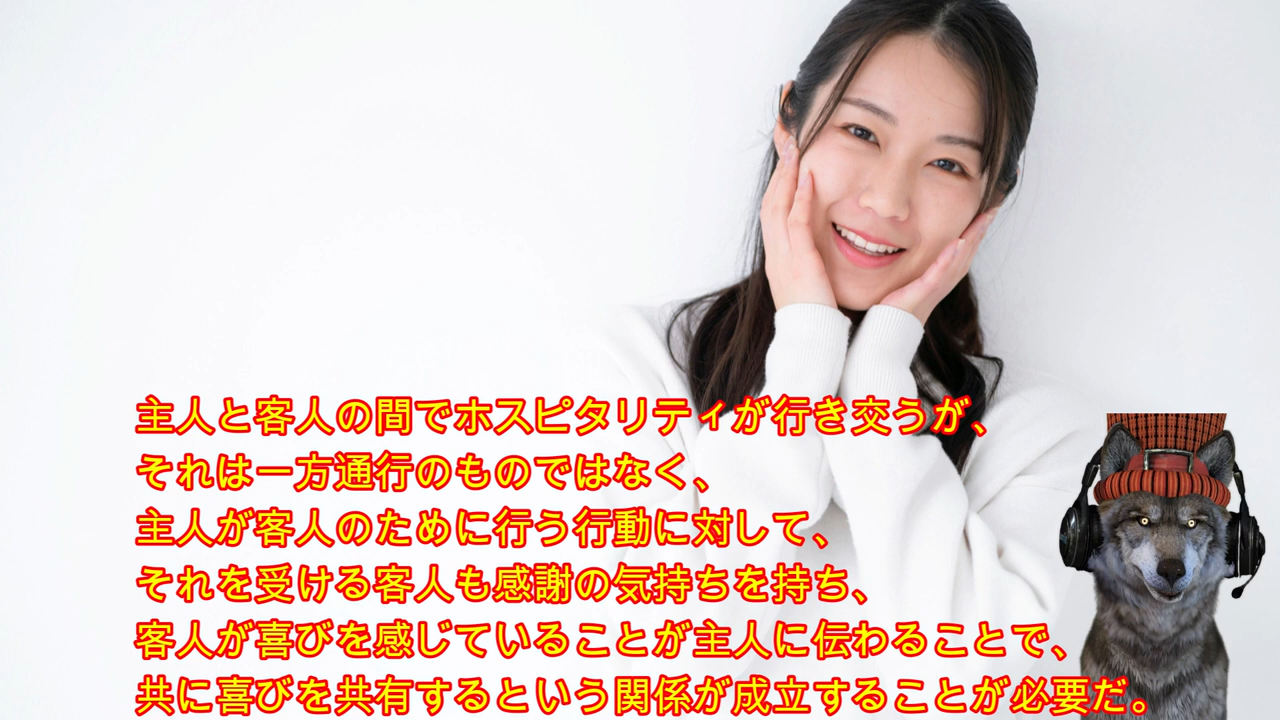 主人と客人の間でホスピタリティが行き交うが、
それは一方通行のものではなく、
主人が客人のために行う行動に対して、
それを受ける客人も感謝の気持ちを持ち、
客人が喜びを感じていることが主人に伝わることで、
共に喜びを共有するという関係が成立することが必要だ。